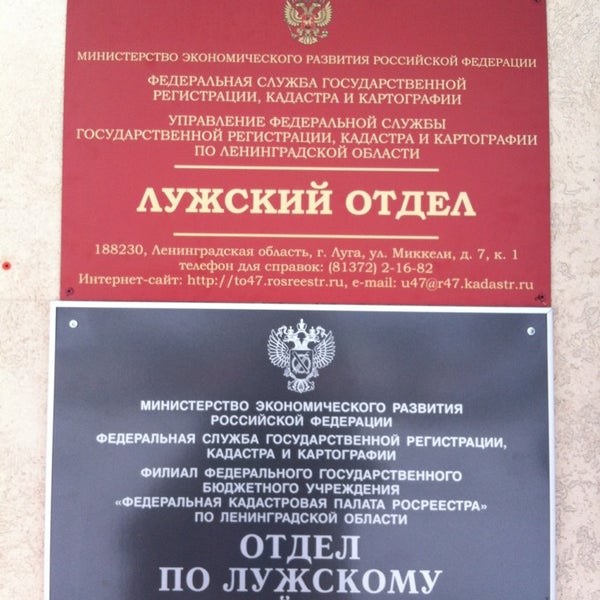 МИНИСТЕРСТВО ЭКОНОМИЧЕСКОГО РАЗВИТИЯ РОССИЙСКОЙ ФЕДЕРАЦИИ
ФЕДЕРАЛЬНАЯ СЛУЖБА ГОСУДАРСТВЕННОЙ
РЕГИСТРАЦИИ, КАДАСТРА И КАРТОГРАФИИ
УПРАВЛЕНИЕ ФЕДЕРАЛЬНОЙ СЛУЖБЫ
ГОСУДАРСТВЕННОЙ РЕГИСТРАЦИИ, КАДАСТРА И КАРТОГРАФИИ
ПО ЛЕНИНГРАДСКОЙ ОБЛАСТИ
ЛУЖСКИЙ ОТДЕЛ
188230, Ленинградская область, г. Луга, ул. Миккели, д. 7, к. 1
телефон для справок: (81372) 2-16-82
Интернет-сайт: http://to47.rosreestr.ru, e-mail: u47@r47.kadastr.ru
МИНИСТЕРСТВО ЭКОНОМИЧЕСКОГО РАЗВИТИЯ
РОССИЙСКОЙ ФЕДЕРАЦИИ
ФЕДЕРАЛЬНАЯ СЛУЖБА ГОСУДАРСТВЕННОЙ РЕГИСТРАЦИИ,
КАДАСТРА И КАРТОГРАФИИ
ФИЛИАЛ ФЕДЕРАЛЬНОГО ГОСУДАРСТВЕННОГО
БЮДЖЕТНОГО УЧРЕЖДЕНИЯ
«ФЕДЕРАЛЬНАЯ КАДАСТРОВАЯ ПАЛАТА РОСРЕЕСТРА»
ПО ЛЕНИНГРАДСКОЙ ОБЛАСТИ
ОТДЕЛ
ПО ЛУЖСКОМУ